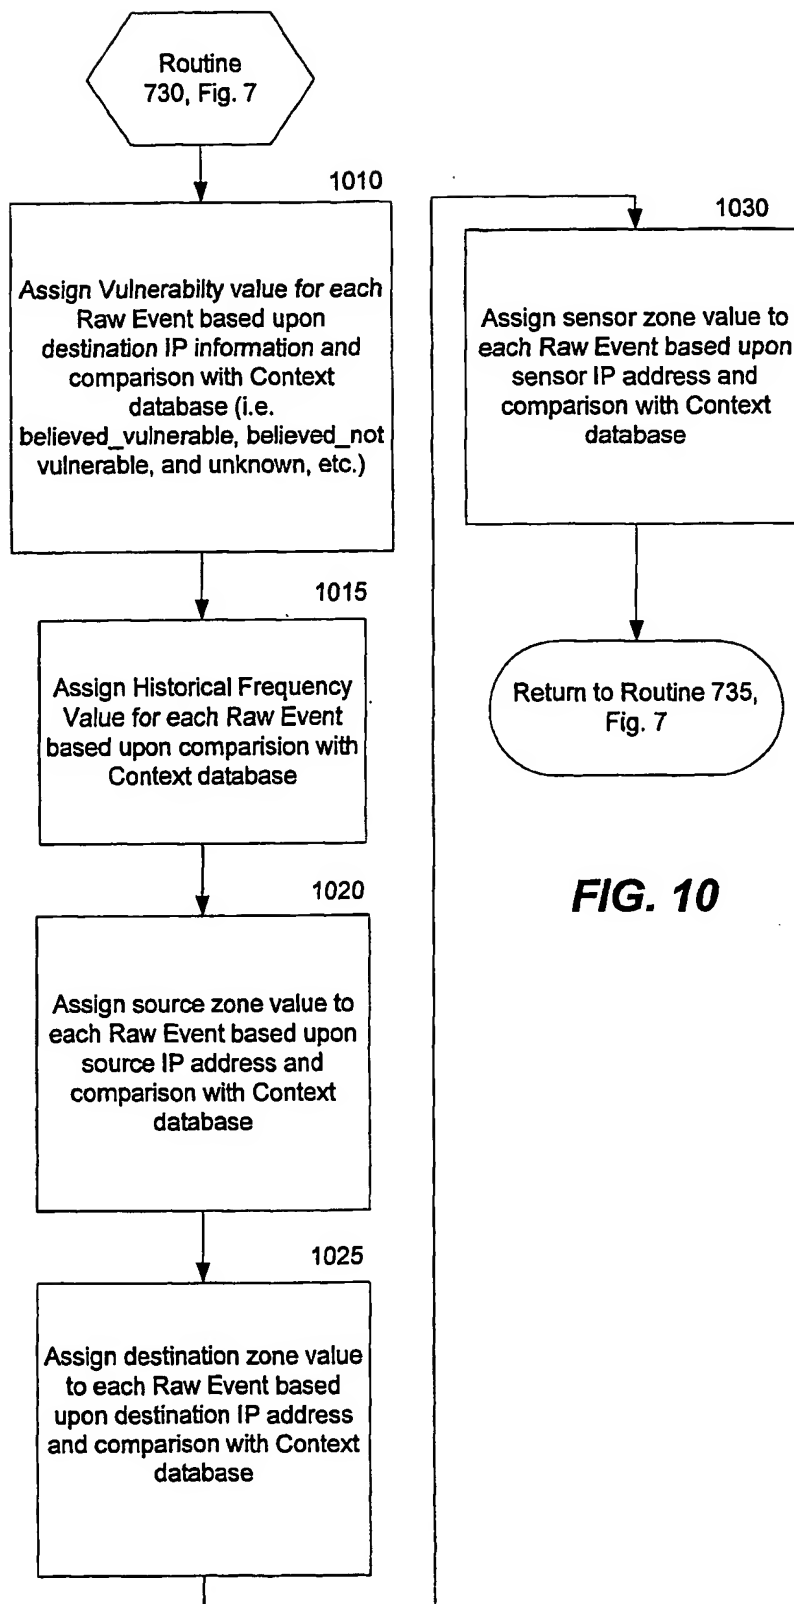 Routine
730, Fig. 7
1010
Assign Vulnerabilty value for each
Raw Event based upon
destination IP information and
comparison with Context
database (i.e.
believed_vulnerable, believed_not
vulnerable, and unknown, etc.)
1015
Assign Historical Frequency
Value for each Raw Event
based upon comparision with
Context database
1020
Assign source zone value to
each Raw Event based upon
source IP address and
comparison with Context
database
1025
Assign destination zone value
to each Raw Event based
upon destination IP address
and comparison with Context
database
1030
Assign sensor zone value to
each Raw Event based upon
sensor IP address and
comparison with Context
database
Return to Routine 735,
Fig. 7
FIG. 10